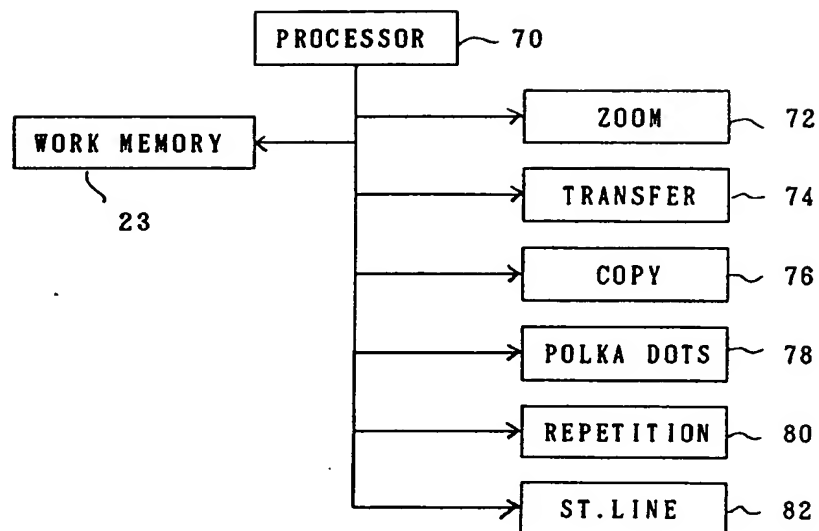 PROCESSOR 70
ZOOM 72
WORK MEMORY
TRANSFER 74
23
COPY 76
POLKA DOTS 78
REPETITION 80
ST.LINE 82